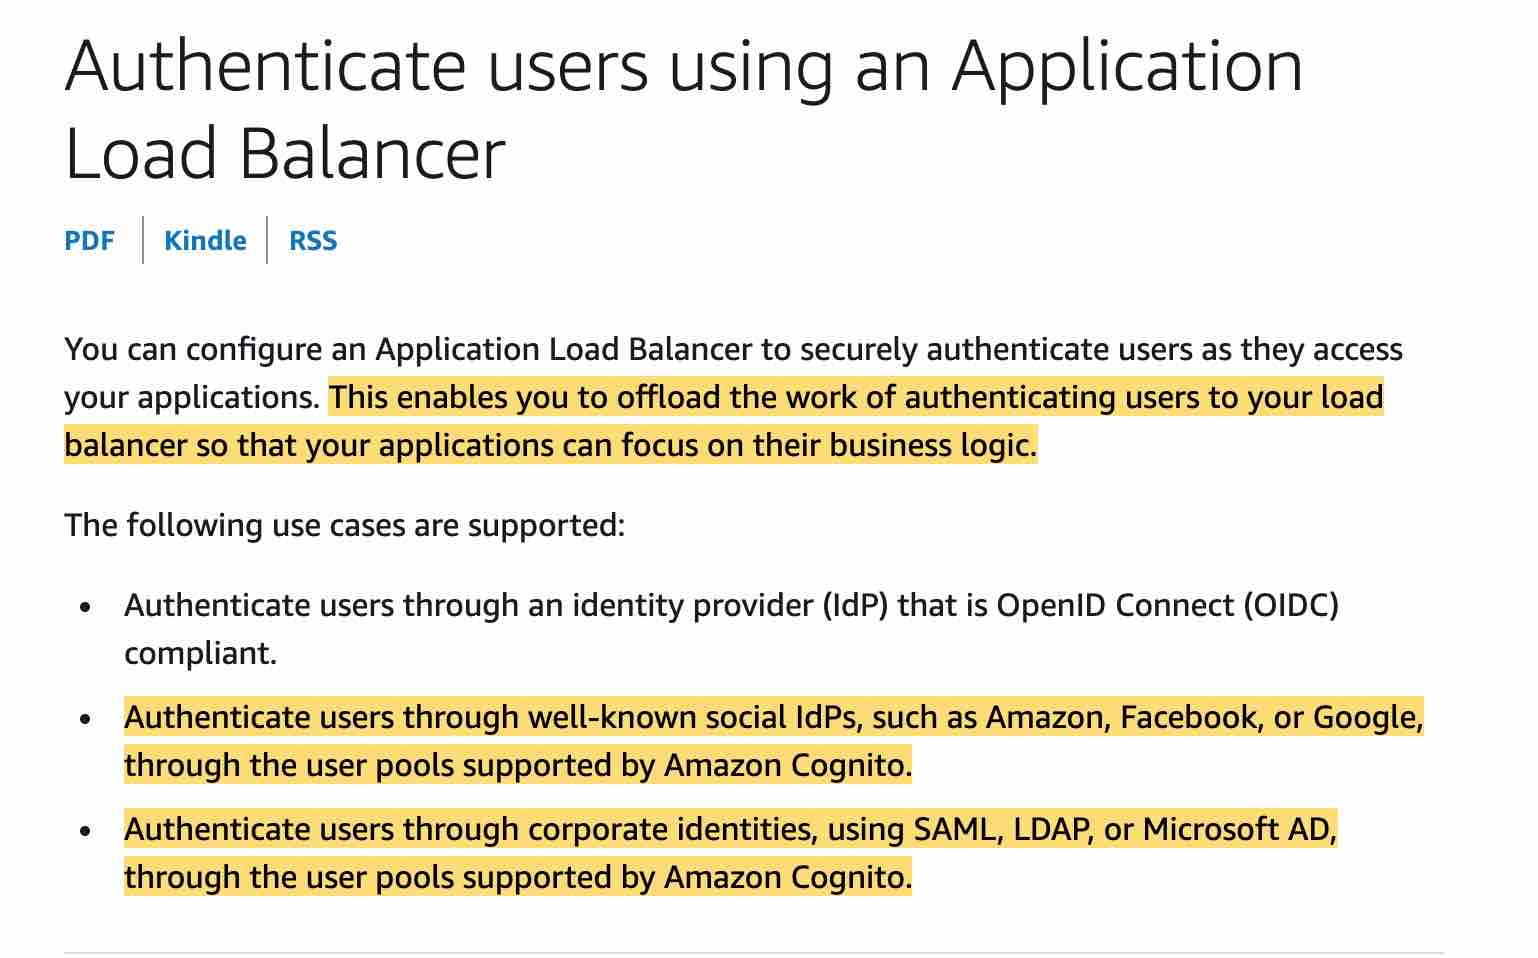 Authenticate users using an Application
Load Balancer
PDF Kindle RSS
You can configure an Application Load Balancer to securely authenticate users as they access
your applications. This enables you to offload the work of authenticating users to your load
balancer so that your applications can focus on their business logic.
The following use cases are supported:
• Authenticate users through an identity provider (IdP) that is OpenID Connect (OIDC)
compliant.
• Authenticate users through well-known social IdPs, such as Amazon, Facebook, or Google,
through the user pools supported by Amazon Cognito.
• Authenticate users through corporate identities, using SAML, LDAP, or Microsoft AD,
through the user pools supported by Amazon Cognito.